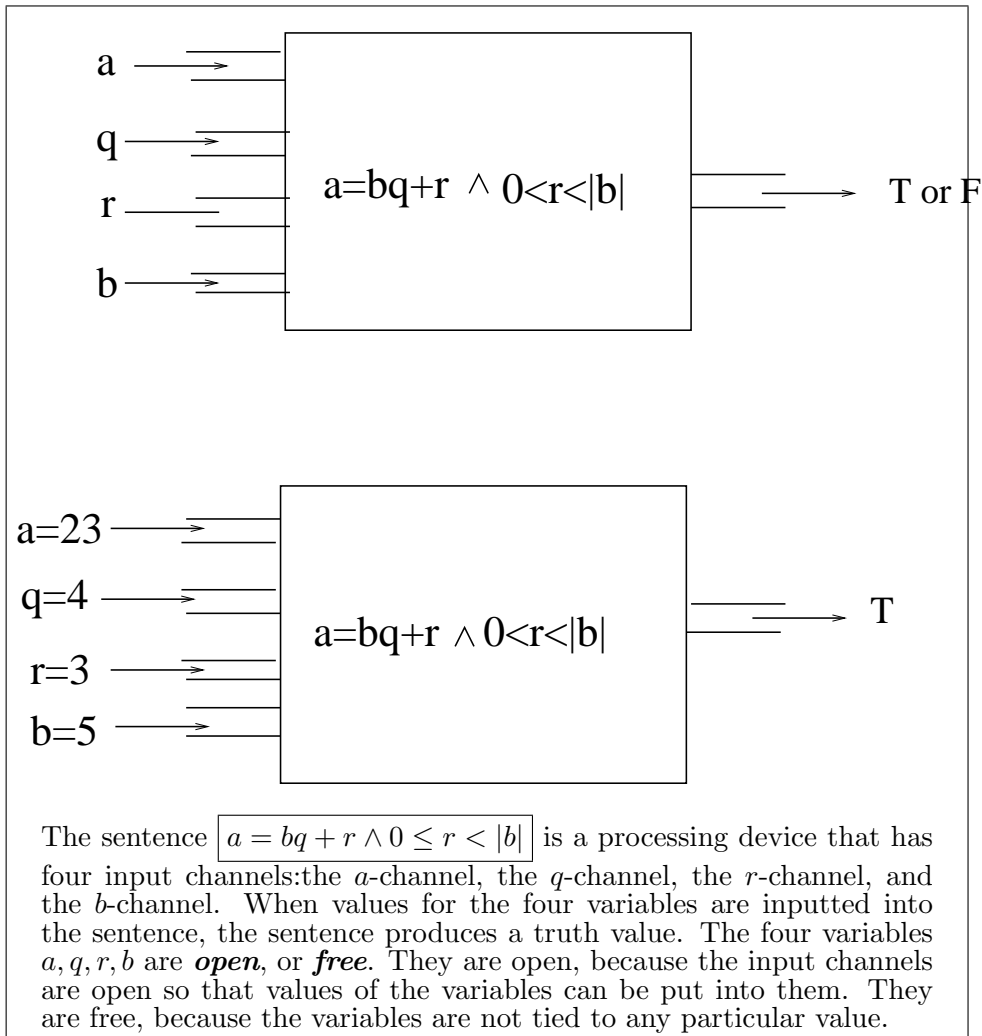 a
q
r
b
a=bq+r ∧ 0<r<|b|
T or F
a=23
q=4
r=3
b=5
a=bq+r ∧ 0<r<|b|
T
The sentence a = bq + r ∧ 0 ≤ r < |b| is a processing device that has
four input channels:the a-channel, the q-channel, the r-channel, and
the b-channel. When values for the four variables are inputted into
the sentence, the sentence produces a truth value. The four variables
a, q, r, b are open, or free. They are open, because the input channels
are open so that values of the variables can be put into them. They
are free, because the variables are not tied to any particular value.